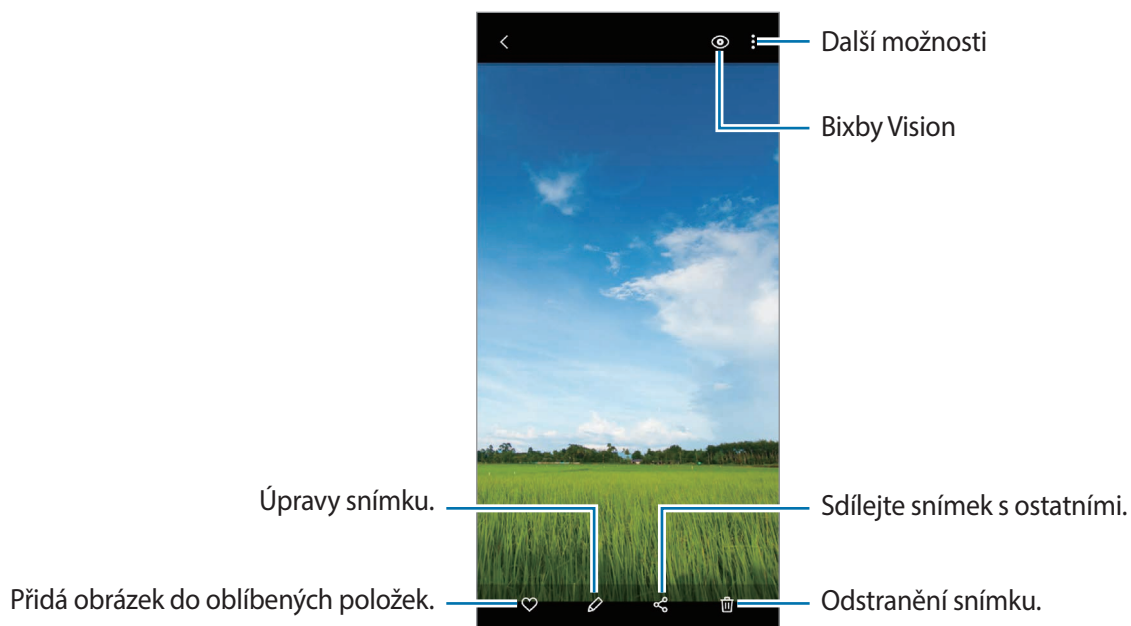 Další možnosti
Bixby Vision
Úpravy snímku.
Sdílejte snímek s ostatními.
Přidá obrázek do oblíbených položek.
Odstranění snímku.